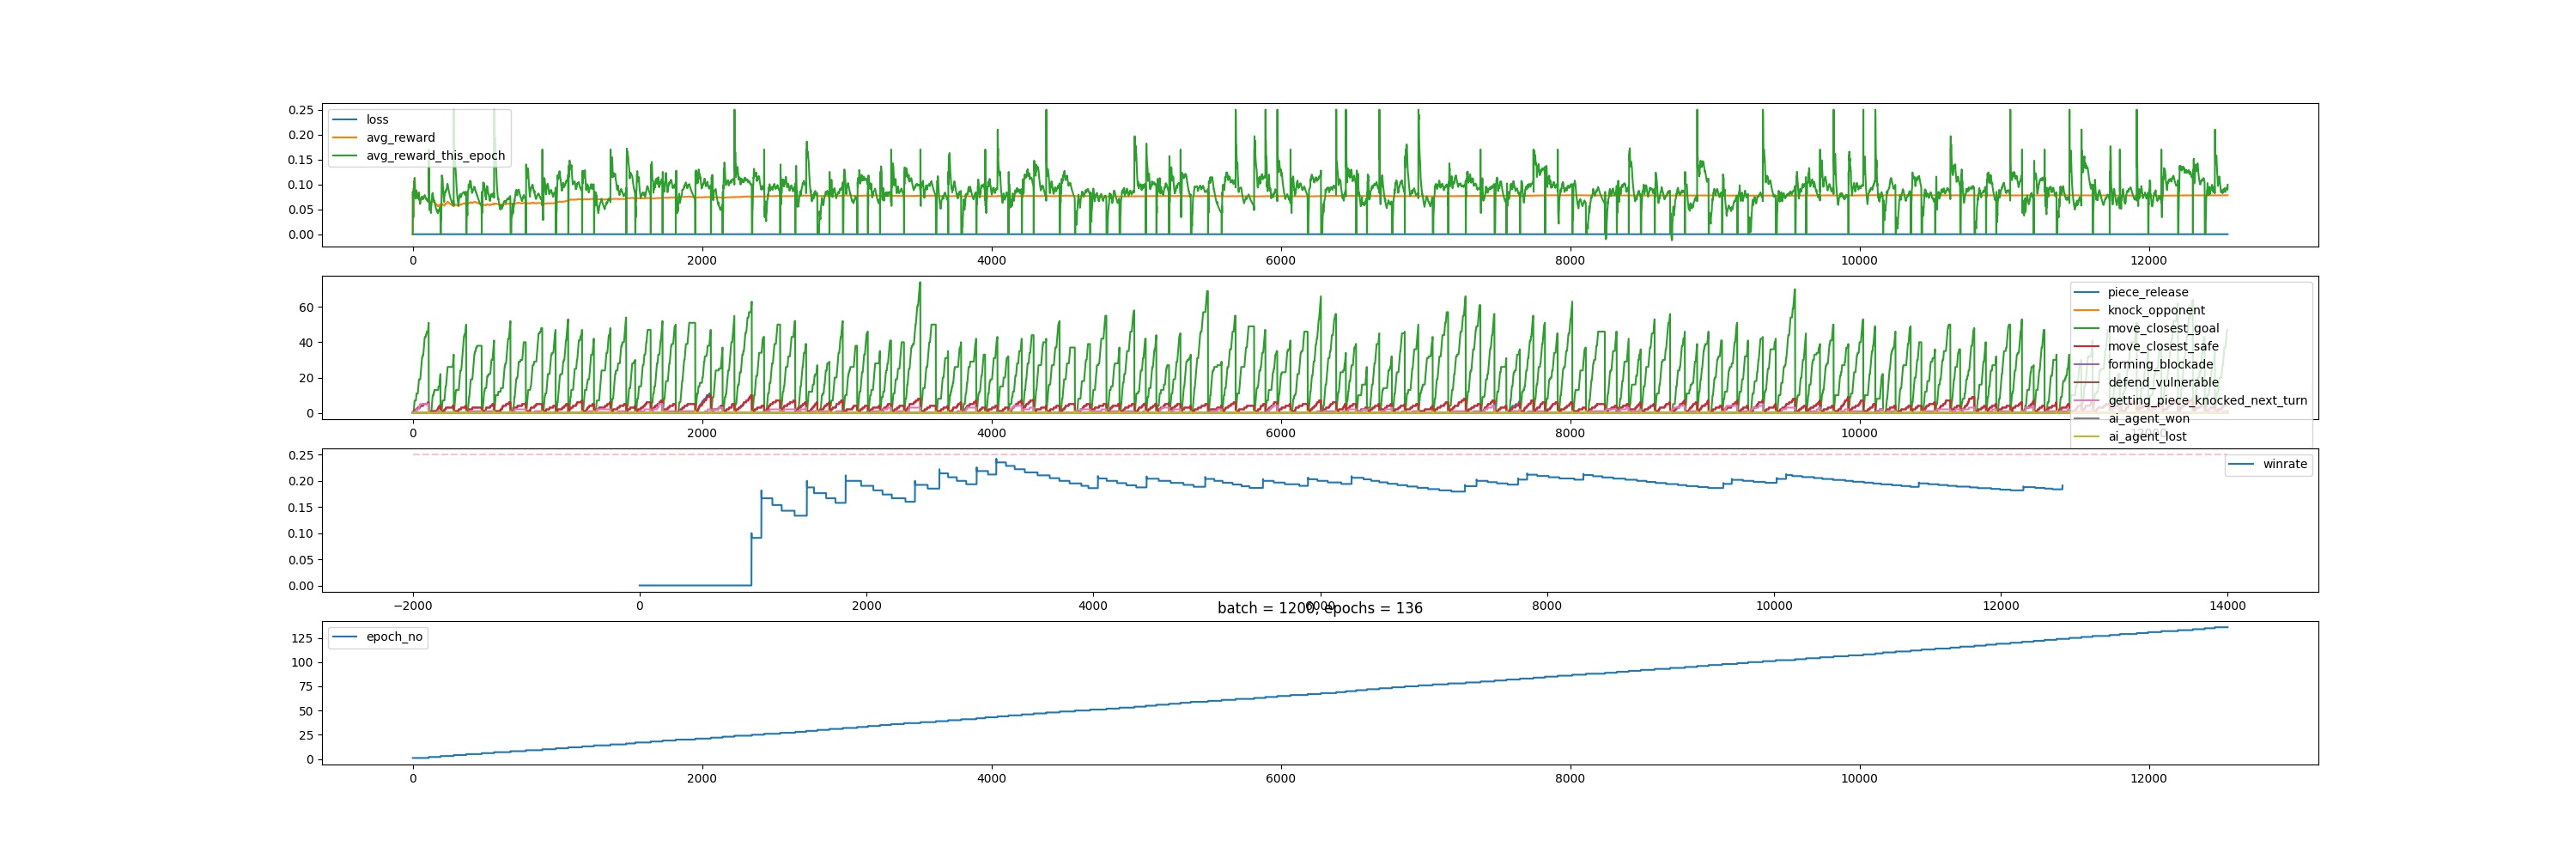 0.25
0.20
0.15
0.10
0.05
0.00
loss
avg_reward
avg_reward_this_epoch
0 2000 4000 6000 8000 10000 12000
60
40
20
0
piece_release
knock_opponent
move_closest_goal
move_closest_safe
forming_blockade
defend_vulnerable
getting_piece_knocked_next_turn
ai_agent_won
ai_agent_lost
0 2000 4000 6000 8000 10000 12000
0.25
0.20
0.15
0.10
0.05
0.00
winrate
−2000 0 2000 4000 6000 8000 10000 12000 14000
batch = 1200, epochs = 136
125
100
75
50
25
0
epoch_no
0 2000 4000 6000 8000 10000 12000